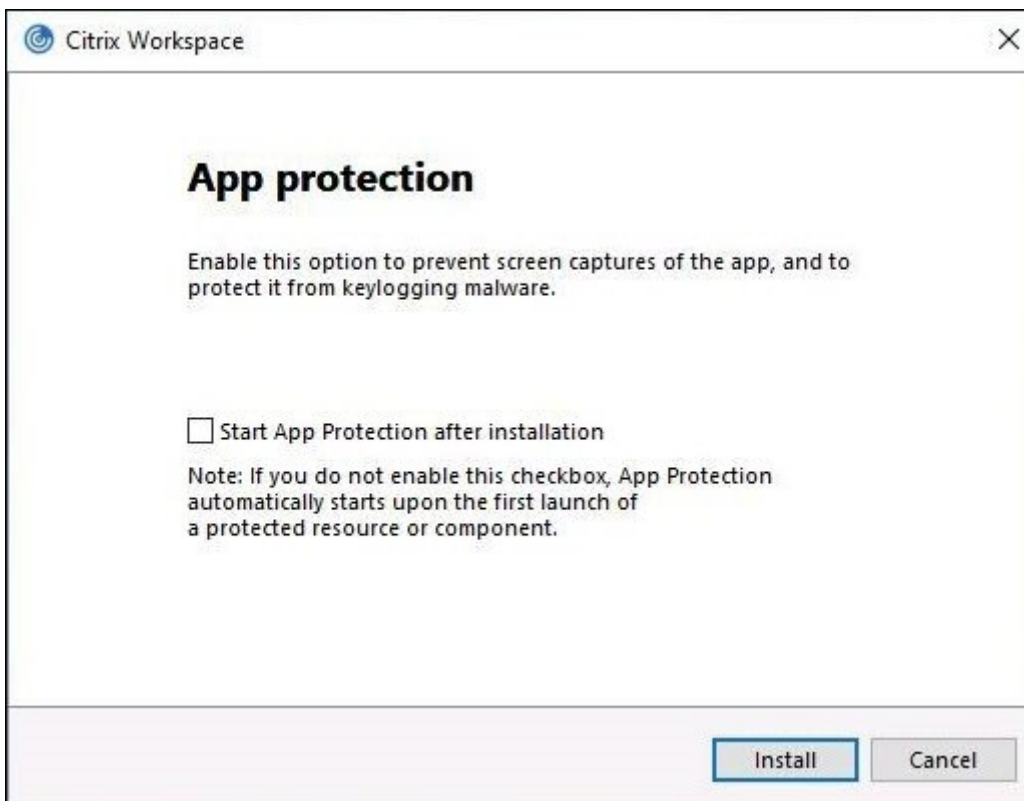 Citrix Workspace
App protection
Enable this option to prevent screen captures of the app, and to
protect it from keylogging malware.
Start App Protection after installation
Note: If you do not enable this checkbox, App Protection
automatically starts upon the first launch of
a protected resource or component.
Install
Cancel